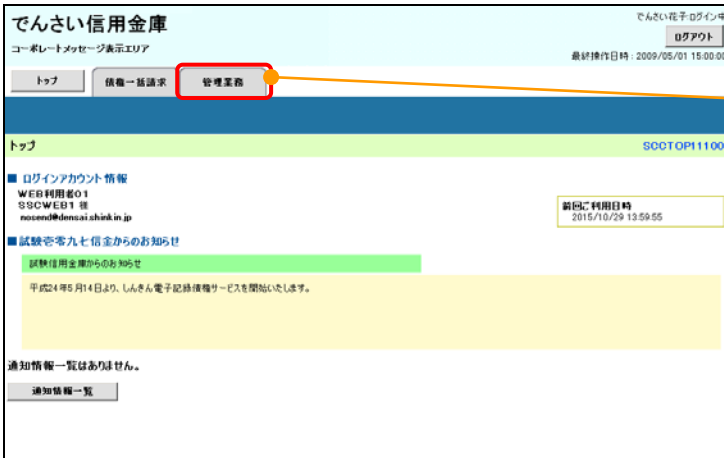 でんさい信用金庫
でんさい花子:ログイン中
コーポレートメッセージ表示エリア
ログアウト
最終操作日時：2009/05/01 15:00:00
トップ 債権一括請求 管理業務
トップ SCCTOP11100
■ ログインアカウント情報
WEB利用者01
SSCWEB1 様
nosend@densai.shinkin.jp
前回ご利用日時
2015/10/29 13:59:55
■試験壱零九七信金からのお知らせ
試験信用金庫からのお知らせ
平成24年5月14日より、しんきん電子記録債権サービスを開始いたします。
通知情報一覧はありません。
通知情報一覧